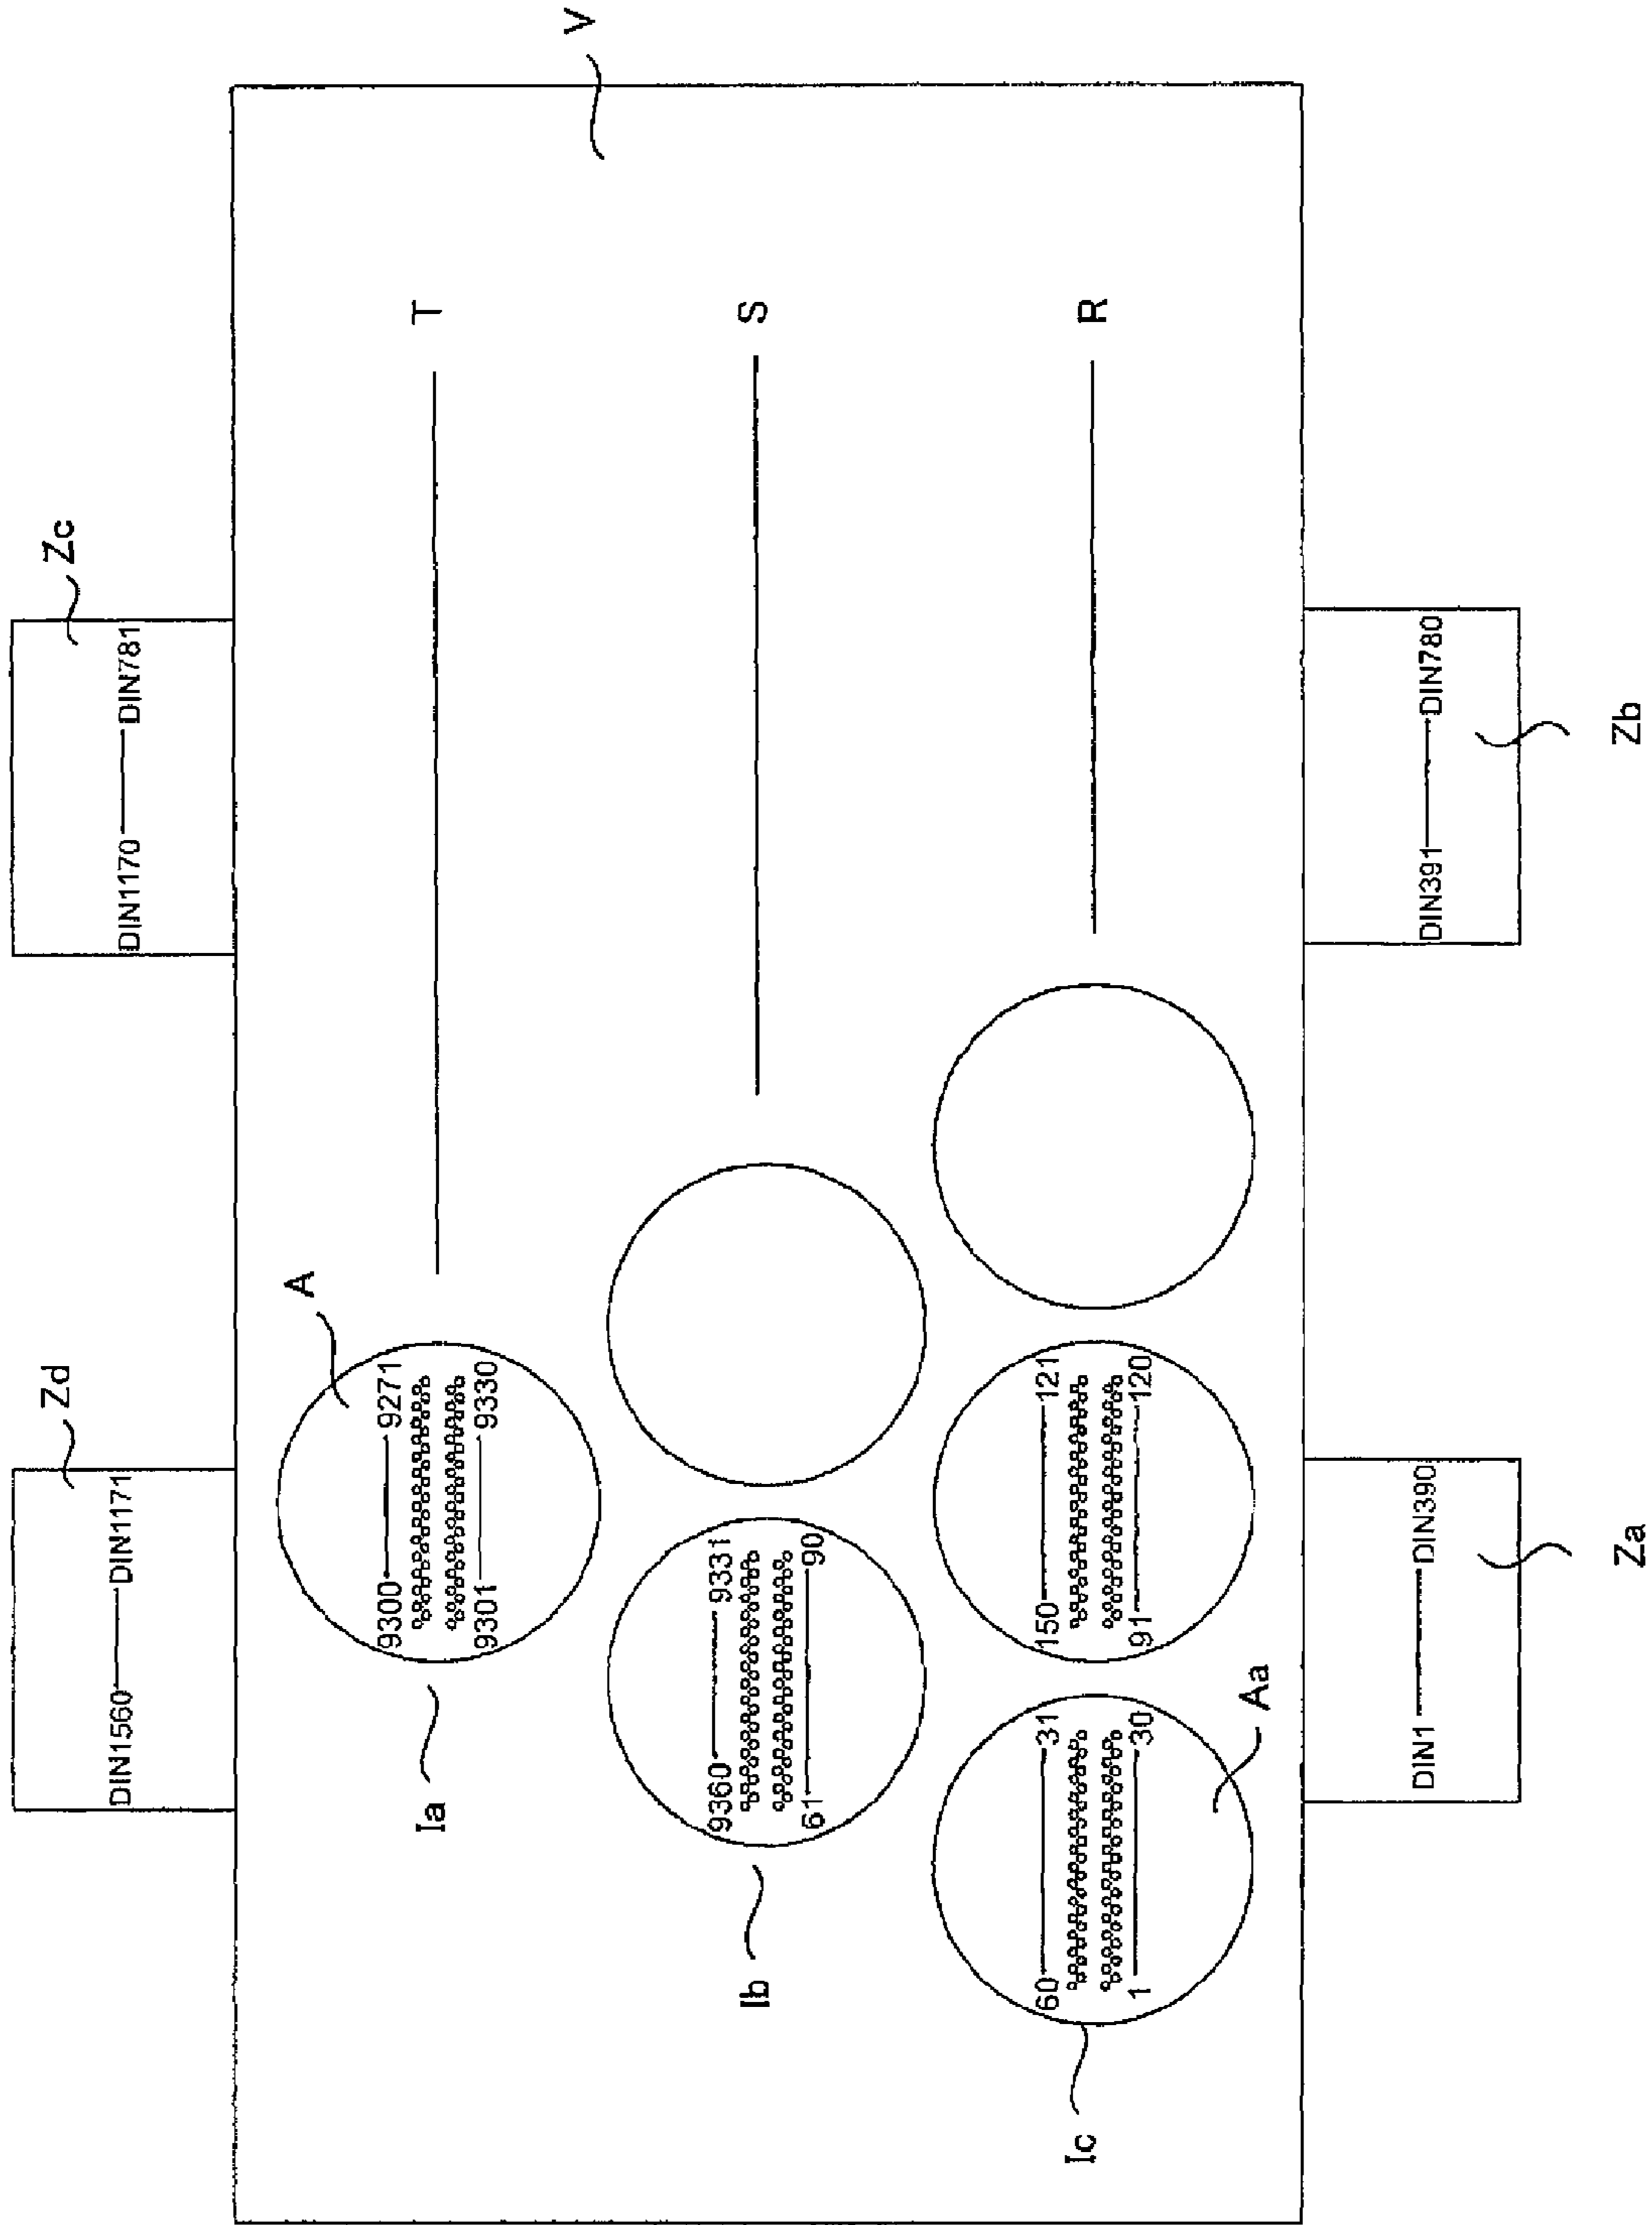 Zd
Zc
DIN1560 — DIN1171
DIN1170 — DIN781
V
A
Ia
9300 — 9271
9301 — 9330
T
Ib
9360 — 9331
61 — 90
S
Ic
60 — 31
1 — 30
150 — 121
91 — 120
R
Aa
DIN1 — DIN390
DIN391 — DIN780
Za
Zb